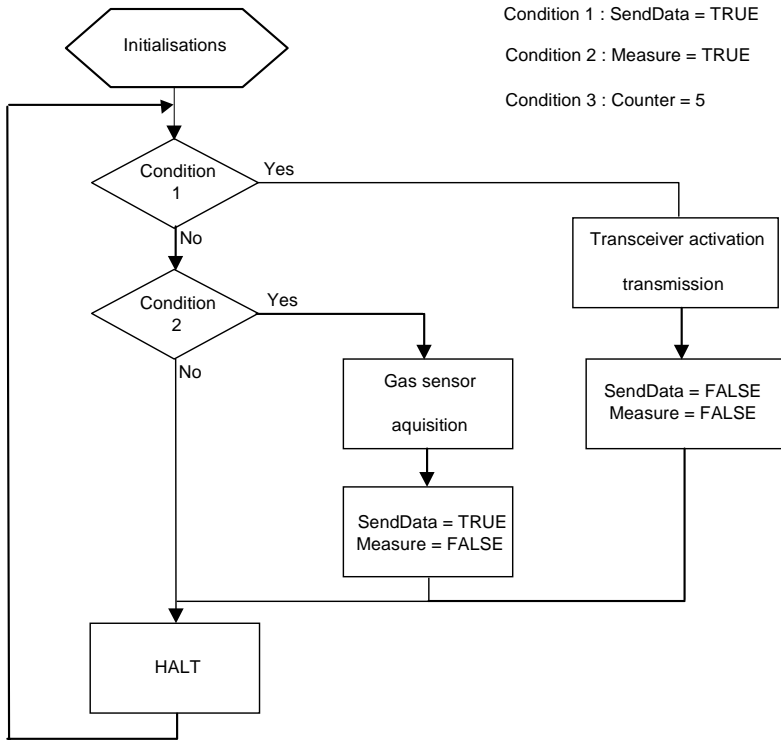 Condition 1 : SendData = TRUE
Condition 2 : Measure = TRUE
Condition 3 : Counter = 5
Initialisations
Condition
1
Yes
No
Transceiver activation
transmission
Condition
2
Yes
No
Gas sensor
aquisition
SendData = FALSE
Measure = FALSE
SendData = TRUE
Measure = FALSE
HALT